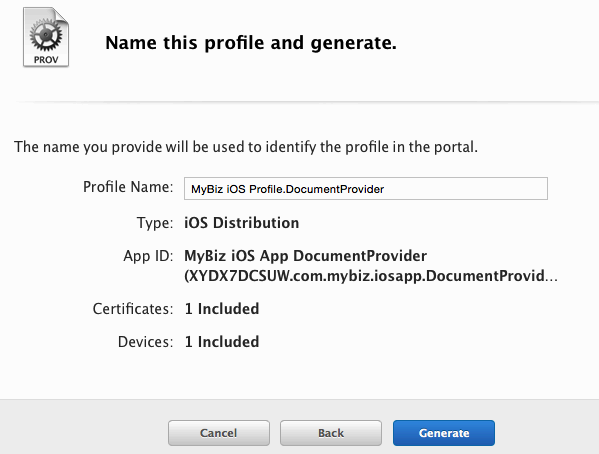 PROV
Name this profile and generate.
The name you provide will be used to identify the profile in the portal.
Profile Name: MyBiz iOS Profile.DocumentProvider
Type: iOS Distribution
App ID: MyBiz iOS App DocumentProvider
(XYDX7DCSUW.com.mybiz.iosapp.DocumentProvid...
Certificates: 1 Included
Devices: 1 Included
Cancel Back Generate